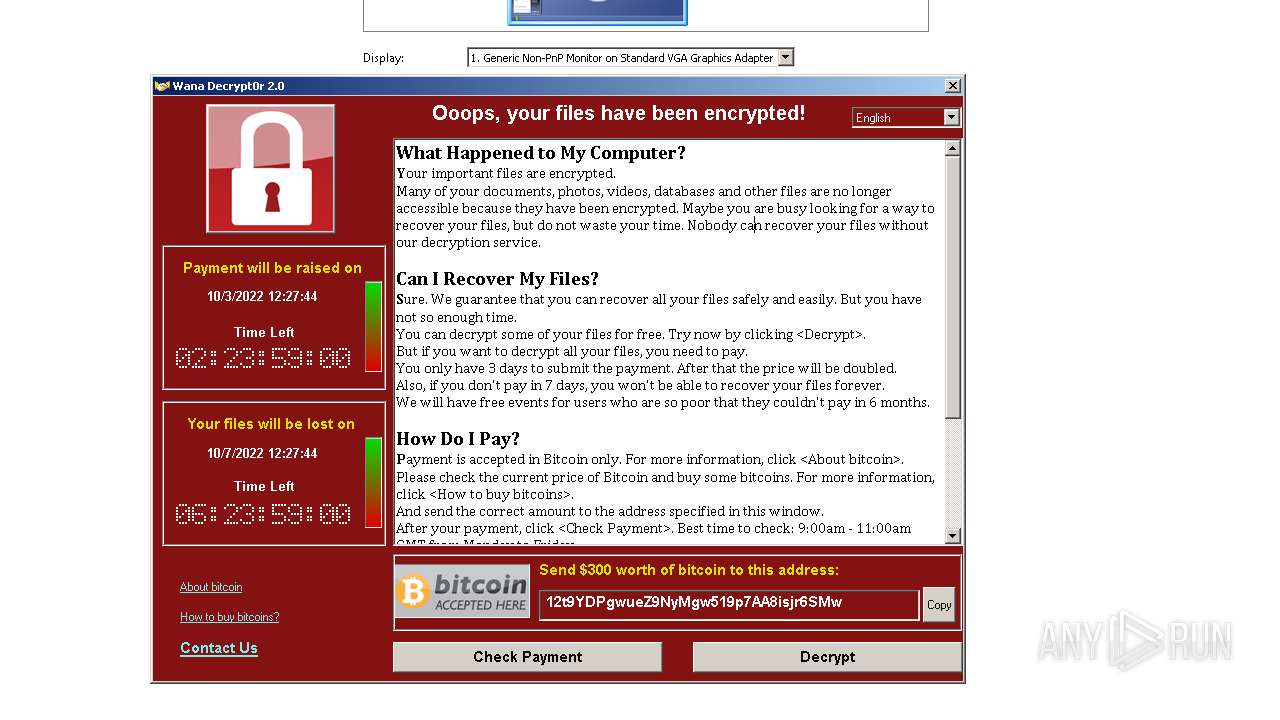 Display:
1. Generic Non-PnP Monitor on Standard VGA Graphics Adapter
Wana Decrypt0r 2.0
Ooops, your files have been encrypted!
English
What Happened to My Computer?
Your important files are encrypted.
Many of your documents, photos, videos, databases and other files are no longer
accessible because they have been encrypted. Maybe you are busy looking for a way to
recover your files, but do not waste your time. Nobody can recover your files without
our decryption service.
Can I Recover My Files?
Sure. We guarantee that you can recover all your files safely and easily. But you have
not so enough time.
You can decrypt some of your files for free. Try now by clicking <Decrypt>.
But if you want to decrypt all your files, you need to pay.
You only have 3 days to submit the payment. After that the price will be doubled.
Also, if you don't pay in 7 days, you won't be able to recover your files forever.
We will have free events for users who are so poor that they couldn't pay in 6 months.
How Do I Pay?
Payment is accepted in Bitcoin only. For more information, click <About bitcoin>.
Please check the current price of Bitcoin and buy some bitcoins. For more information,
click <How to buy bitcoins>.
And send the correct amount to the address specified in this window.
After your payment, click <Check Payment>. Best time to check: 9:00am - 11:00am
GMT from Monday to Friday.
Payment will be raised on
10/3/2022 12:27:44
Time Left
02:23:59:00
Your files will be lost on
10/7/2022 12:27:44
Time Left
06:23:59:00
About bitcoin
How to buy bitcoins?
Contact Us
bitcoin
ACCEPTED HERE
Send $300 worth of bitcoin to this address:
12t9YDPgwueZ9NyMgw519p7AA8isjr6SMw
Copy
Check Payment
Decrypt
ANY RUN